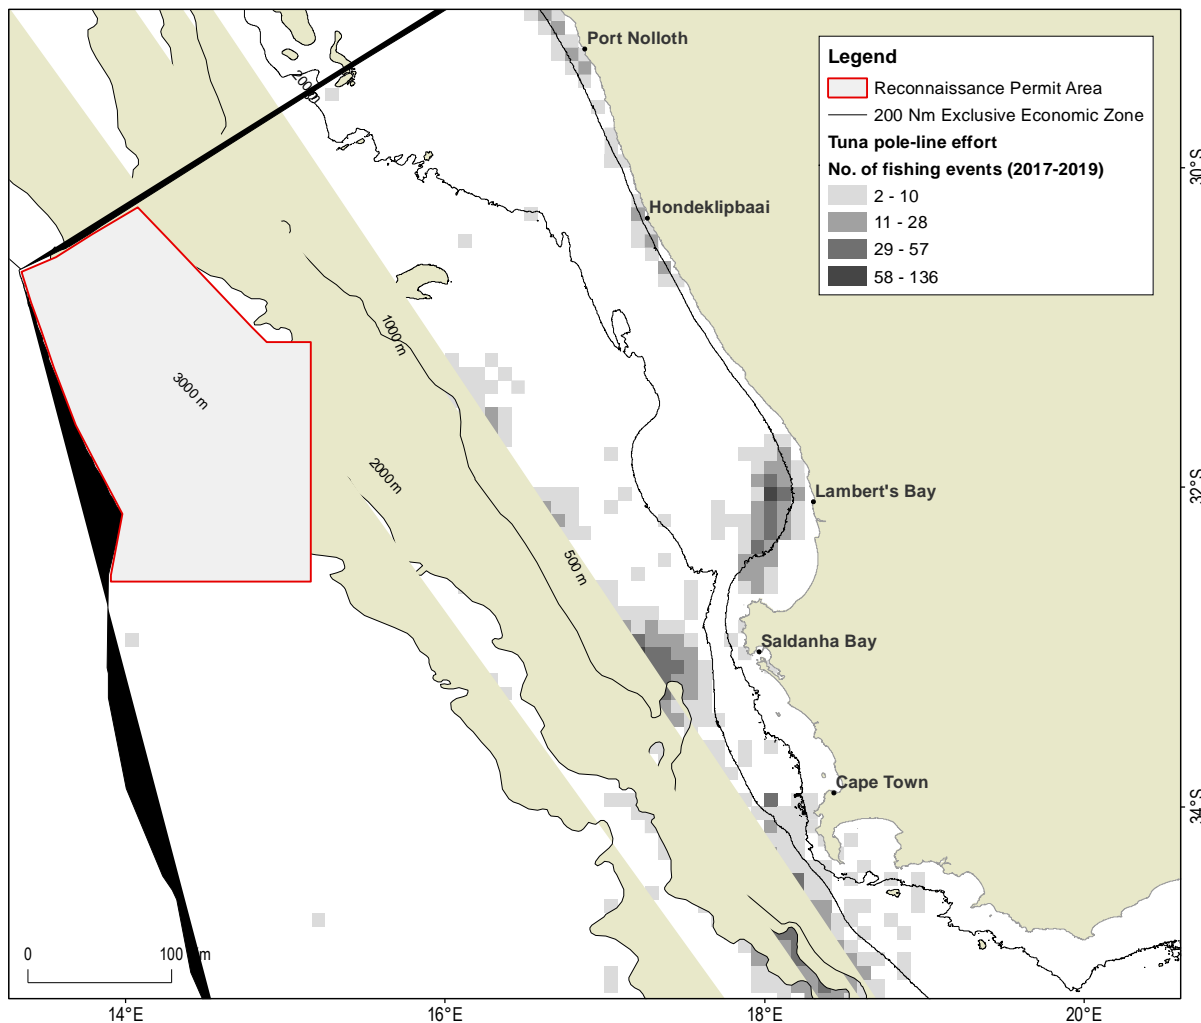 Port Nolloth
Legend
Reconnaissance Permit Area
200 Nm Exclusive Economic Zone
Tuna pole-line effort
No. of fishing events (2017-2019)
2 - 10
11 - 28
29 - 57
58 - 136
Hondeklipbaai
30°S
1000 m
3000 m
2000 m
500 m
Lambert's Bay
32°S
Saldanha Bay
Cape Town
34°S
0
100
14°E
16°E
18°E
20°E